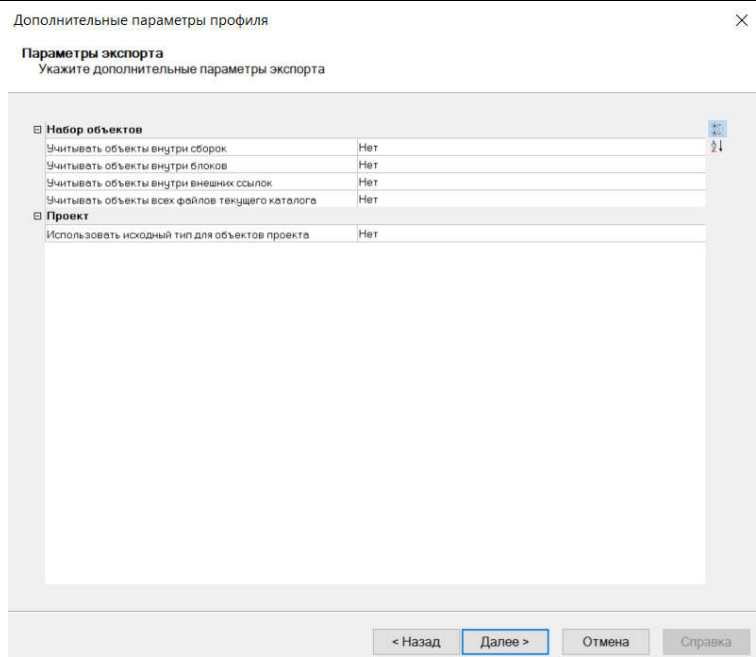 Дополнительные параметры профиля
Параметры экспорта
Укажите дополнительные параметры экспорта
Набор объектов
Учитывать объекты внутри сборок Нет
Учитывать объекты внутри блоков Нет
Учитывать объекты внутри внешних ссылок Нет
Учитывать объекты всех файлов текущего каталога Нет
Проект
Использовать исходный тип для объектов проекта Нет
< Назад Далее > Отмена Справка